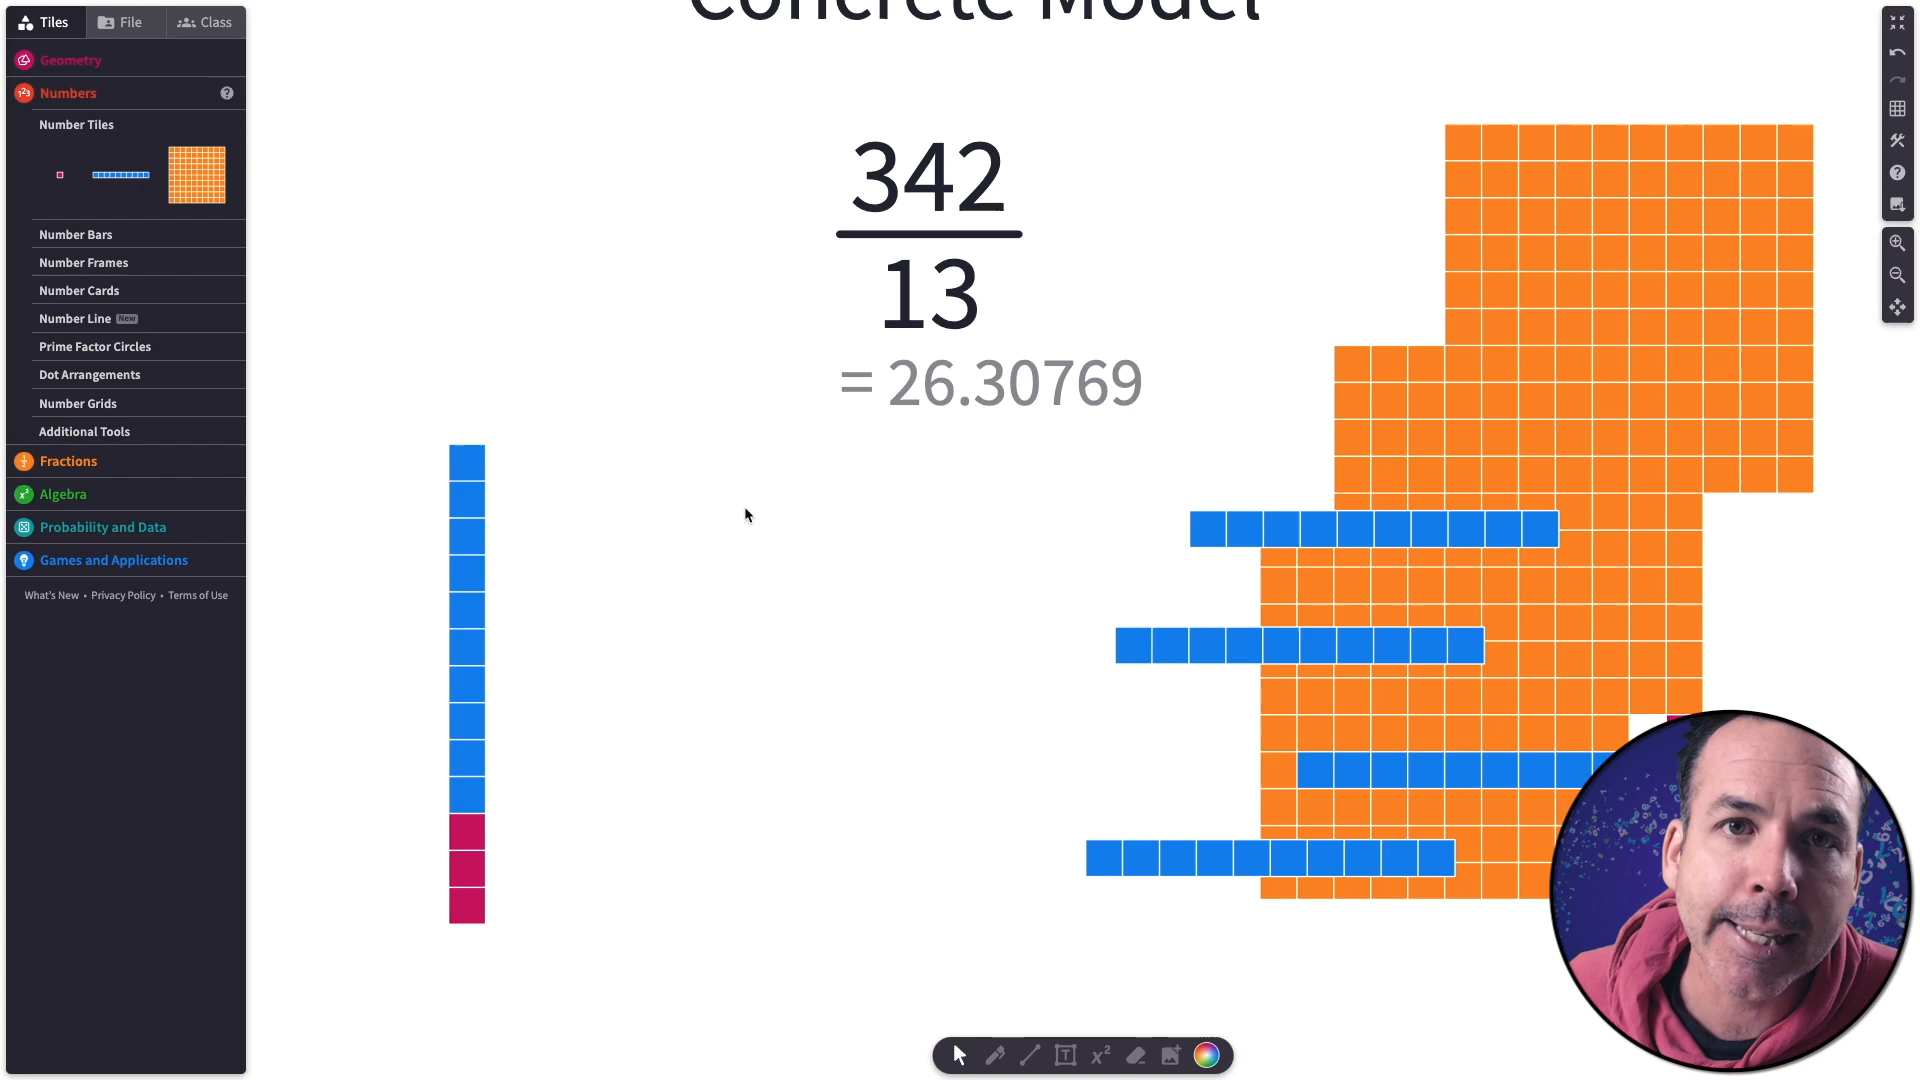 Tiles
File
Class
Concrete Model
Geometry
Numbers
Number Tiles
Number Bars
Number Frames
Number Cards
Number Line New
Prime Factor Circles
Dot Arrangements
Number Grids
Additional Tools
Fractions
Algebra
Probability and Data
Games and Applications
What's New • Privacy Policy • Terms of Use
342
13
= 26.30769